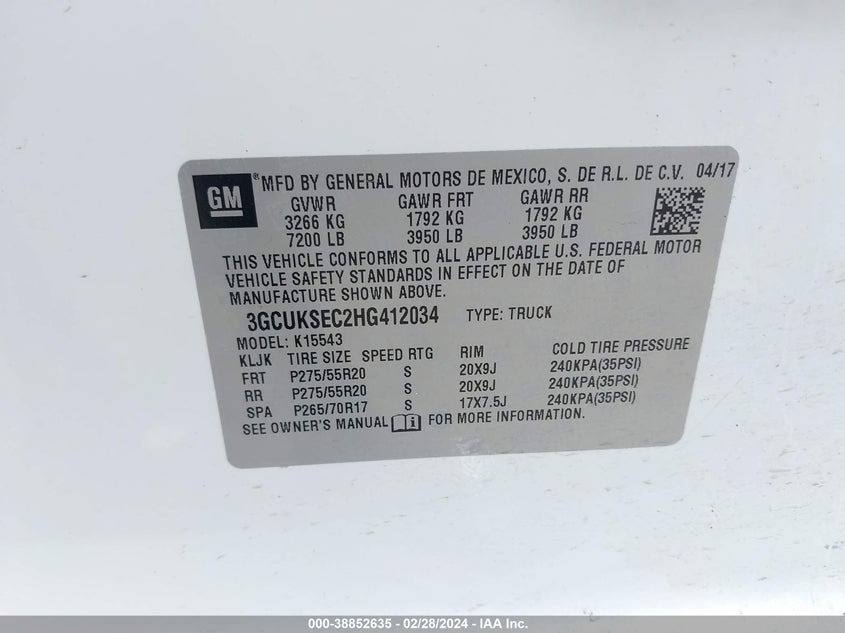 GM ® MFD BY GENERAL MOTORS DE MEXICO, S. DE R.L. DE C.V. 04/17
GVWR GAWR FRT GAWR RR
3266 KG 1792 KG 1792 KG
7200 LB 3950 LB 3950 LB
THIS VEHICLE CONFORMS TO ALL APPLICABLE U.S. FEDERAL MOTOR
VEHICLE SAFETY STANDARDS IN EFFECT ON THE DATE OF
MANUFACTURE SHOWN ABOVE.
3GCUKSEC2HG412034 TYPE: TRUCK
MODEL: K15543
KLJK TIRE SIZE SPEED RTG RIM COLD TIRE PRESSURE
FRT P275/55R20 S 20X9J 240KPA(35PSI)
RR P275/55R20 S 20X9J 240KPA(35PSI)
SPA P265/70R17 S 17X7.5J 240KPA(35PSI)
SEE OWNER'S MANUAL i FOR MORE INFORMATION.
000-38852635 - 02/28/2024 - IAA Inc.